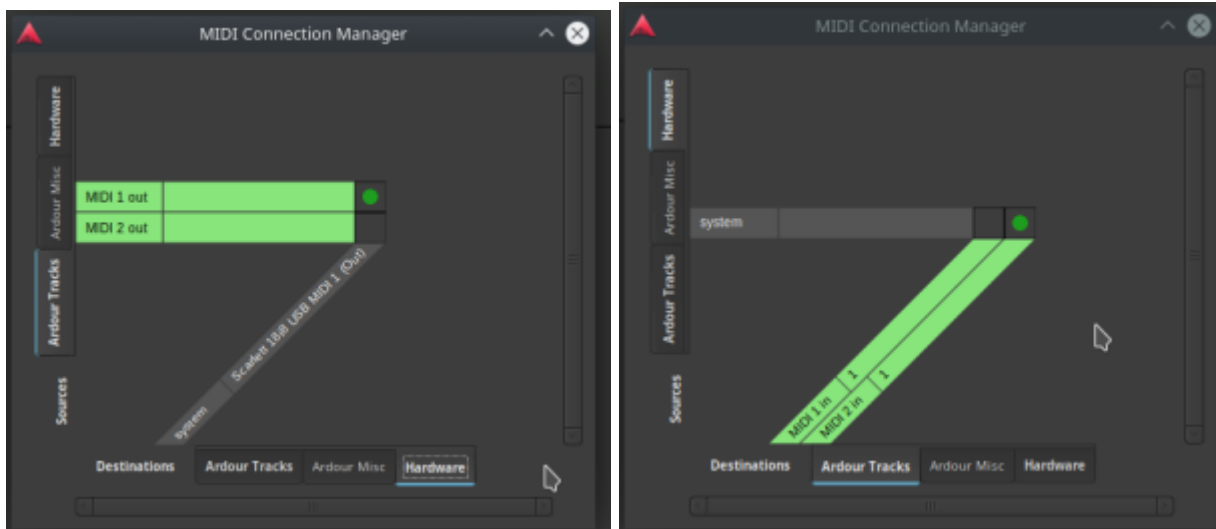 MIDI Connection Manager
Hardware
Ardour Misc
Ardour Tracks
Sources
MIDI 1 out
MIDI 2 out
system
Scarlett 18i8 USB MIDI 1 (Out)
Destinations
Ardour Tracks
Ardour Misc
Hardware
MIDI Connection Manager
Hardware
Ardour Misc
Ardour Tracks
Sources
system
MIDI 1 in
1
MIDI 2 in
1
Destinations
Ardour Tracks
Ardour Misc
Hardware